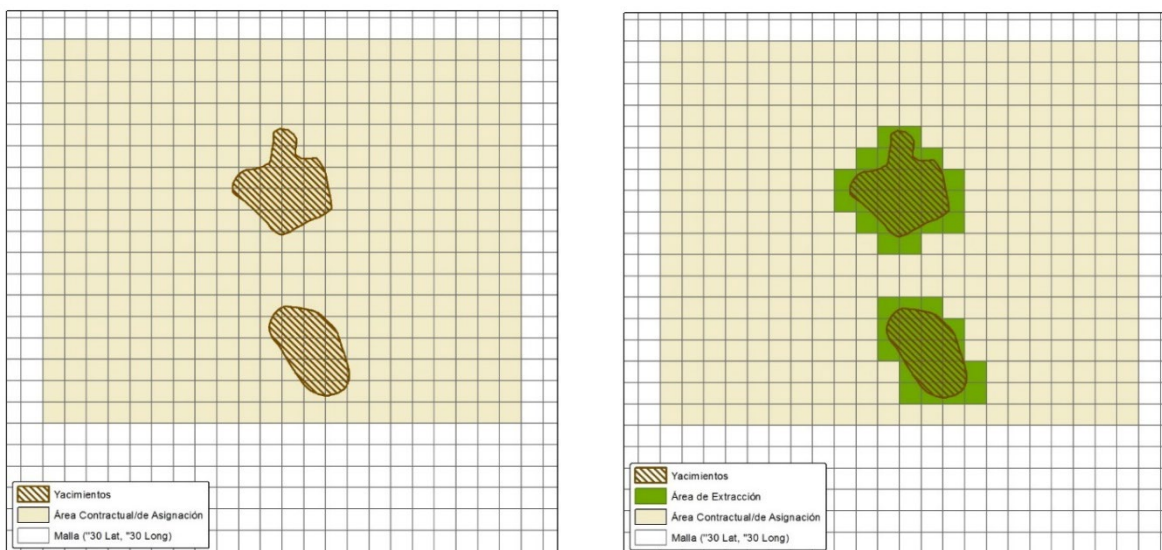 Yacimientos
Área Contractual/de Asignación
Malla ("30 Lat, "30 Long)
Yacimientos
Área de Extracción
Área Contractual/de Asignación
Malla ("30 Lat, "30 Long)